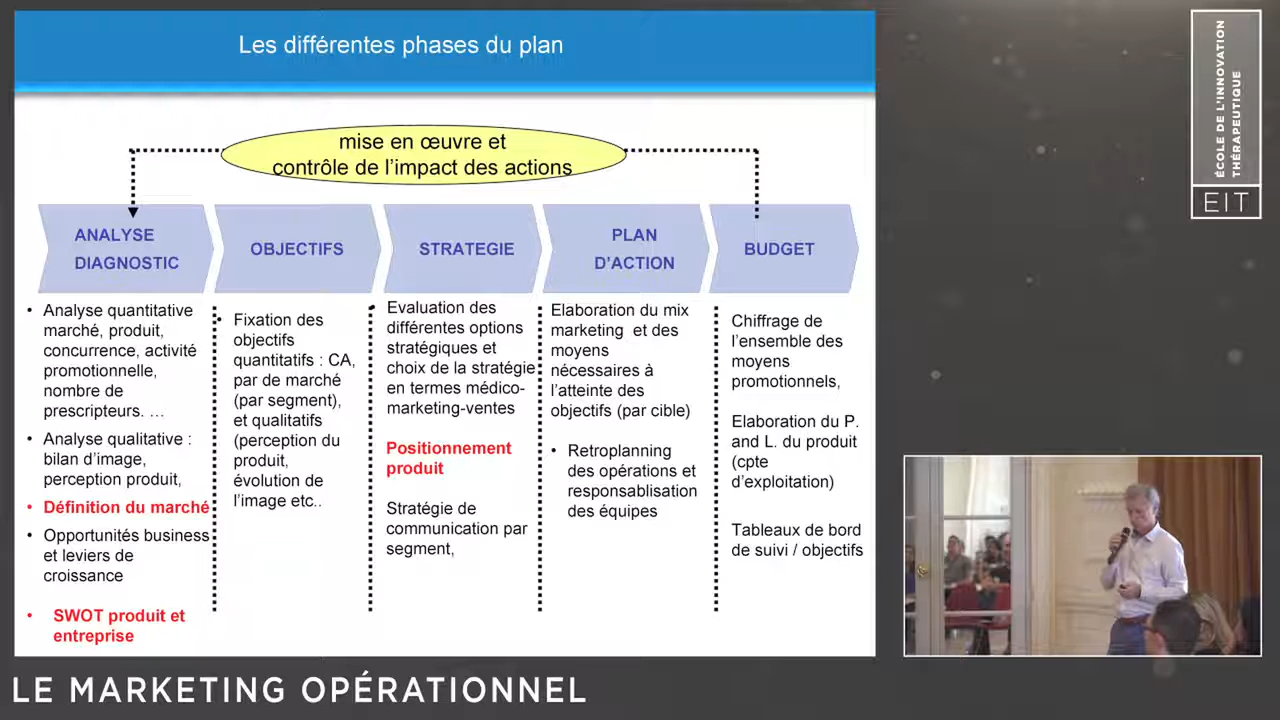 Les différentes phases du plan
mise en œuvre et
contrôle de l’impact des actions
ANALYSE
DIAGNOSTIC
OBJECTIFS
STRATEGIE
PLAN
D’ACTION
BUDGET
• Analyse quantitative
marché, produit,
concurrence, activité
promotionnelle,
nombre de
prescripteurs. …
• Analyse qualitative :
bilan d’image,
perception produit,
• Définition du marché
• Opportunités business
et leviers de
croissance
• SWOT produit et
entreprise
• Fixation des
objectifs
quantitatifs : CA,
par de marché
(par segment),
et qualitatifs
(perception du
produit,
évolution de
l’image etc..
• Evaluation des
différentes options
stratégiques et
choix de la stratégie
en termes médico-
marketing-ventes
Positionnement
produit
Stratégie de
communication par
segment,
Elaboration du mix
marketing et des
moyens
nécessaires à
l’atteinte des
objectifs (par cible)
• Retroplanning
des opérations et
responsablisation
des équipes
Chiffrage de
l’ensemble des
moyens
promotionnels,
Elaboration du P.
and L. du produit
(cpte
d’exploitation)
Tableaux de bord
de suivi / objectifs
ÉCOLE DE L’INNOVATION
THÉRAPEUTIQUE
EIT
LE MARKETING OPÉRATIONNEL